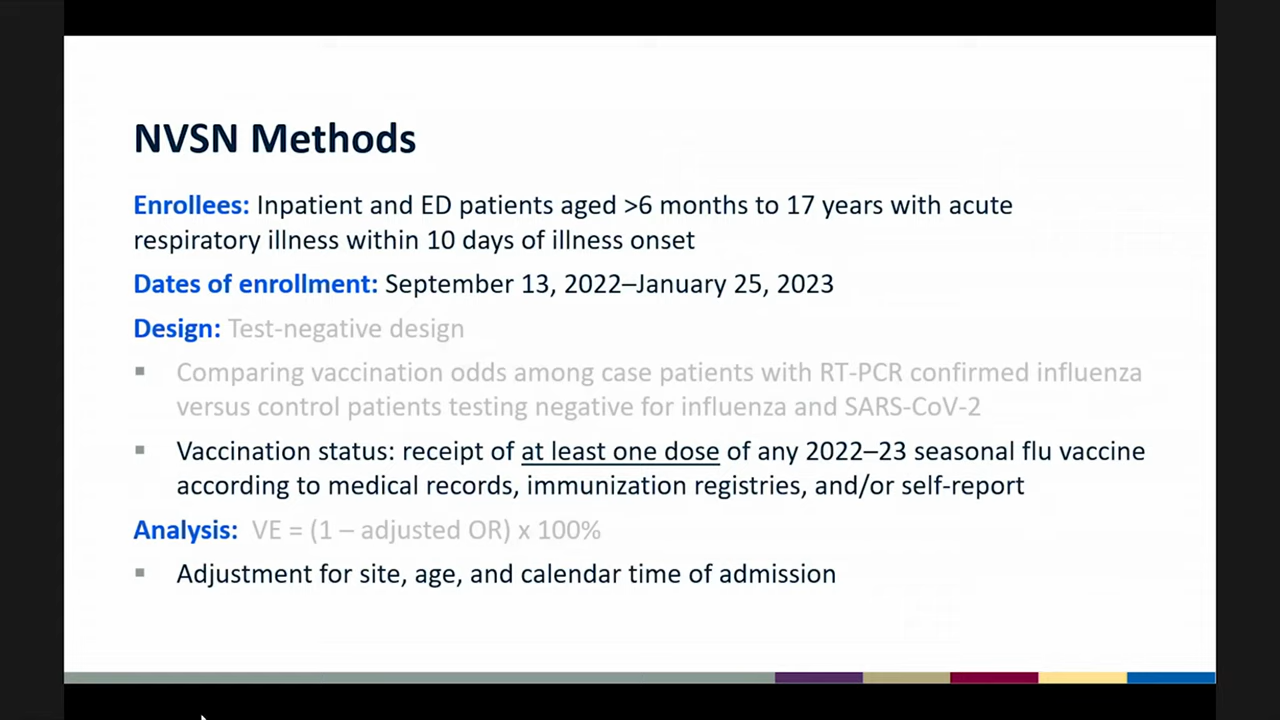 NVSN Methods
Enrollees: Inpatient and ED patients aged >6 months to 17 years with acute
respiratory illness within 10 days of illness onset
Dates of enrollment: September 13, 2022–January 25, 2023
Design: Test-negative design
▪ Comparing vaccination odds among case patients with RT-PCR confirmed influenza
versus control patients testing negative for influenza and SARS-CoV-2
▪ Vaccination status: receipt of at least one dose of any 2022–23 seasonal flu vaccine
according to medical records, immunization registries, and/or self-report
Analysis: VE = (1 – adjusted OR) x 100%
▪ Adjustment for site, age, and calendar time of admission